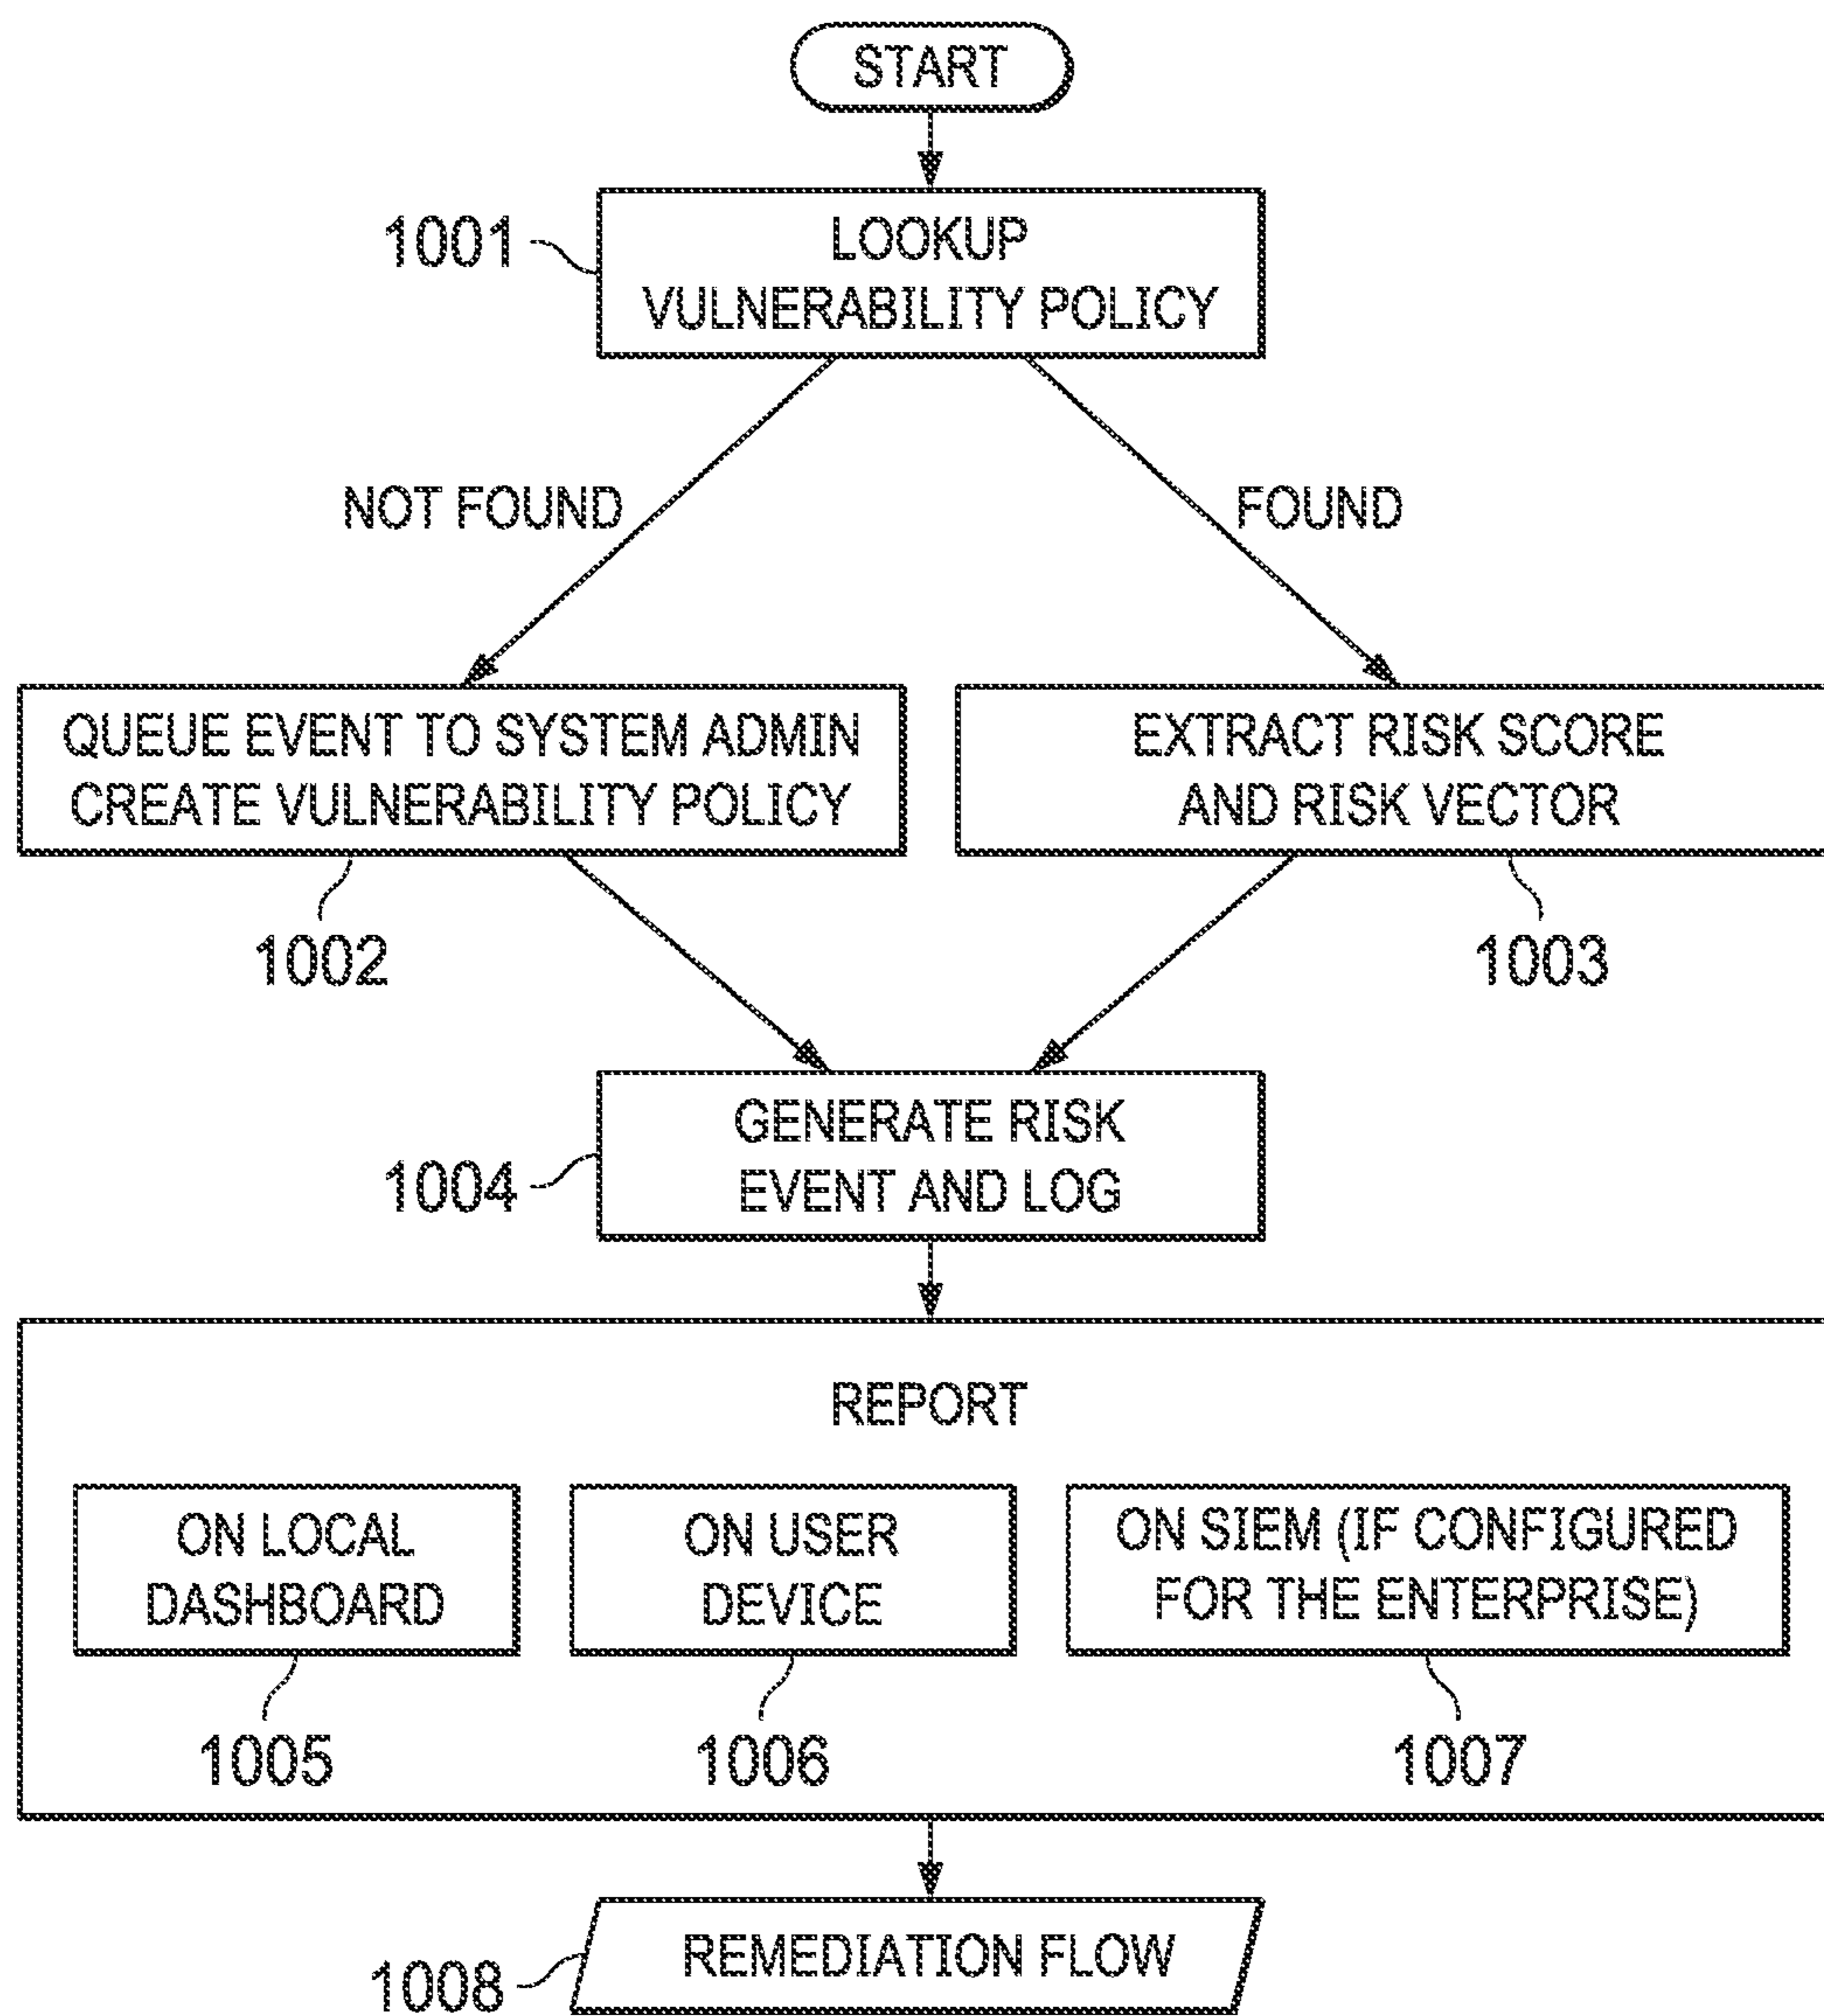 START
1001
LOOKUP
VULNERABILITY POLICY
NOT FOUND
FOUND
QUEUE EVENT TO SYSTEM ADMIN
CREATE VULNERABILITY POLICY
EXTRACT RISK SCORE
AND RISK VECTOR
1002
1003
GENERATE RISK
EVENT AND LOG
1004
REPORT
ON LOCAL
DASHBOARD
ON USER
DEVICE
ON SIEM (IF CONFIGURED
FOR THE ENTERPRISE)
1005
1006
1007
REMEDIATION FLOW
1008